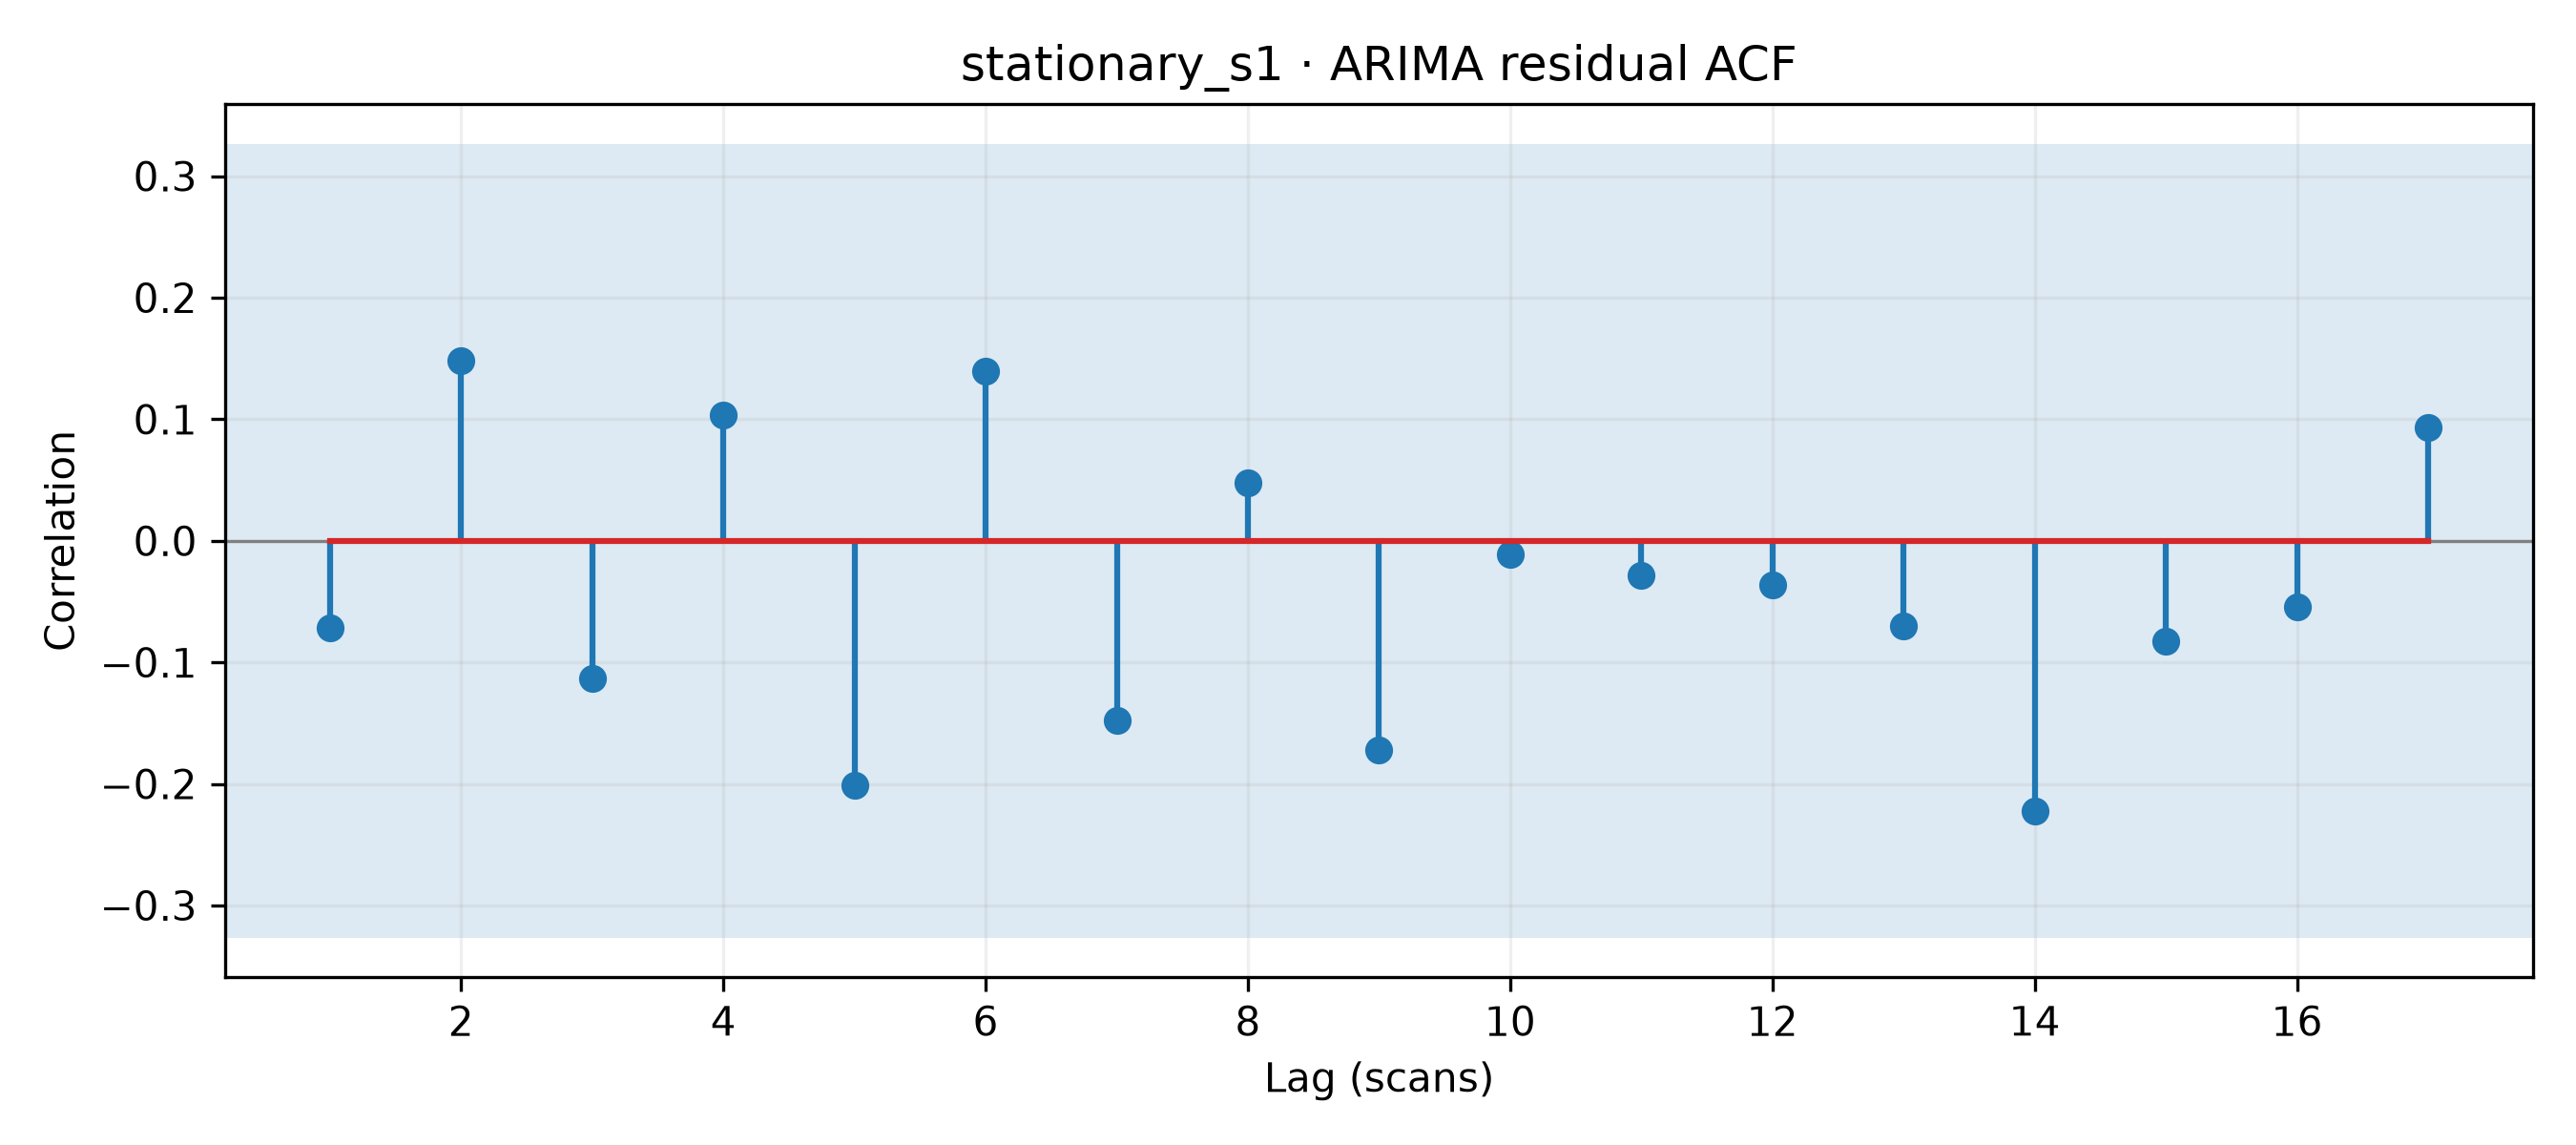 stationary_s1 · ARIMA residual ACF
Correlation
0.3
0.2
0.1
0.0
−0.1
−0.2
−0.3
2 4 6 8 10 12 14 16
Lag (scans)